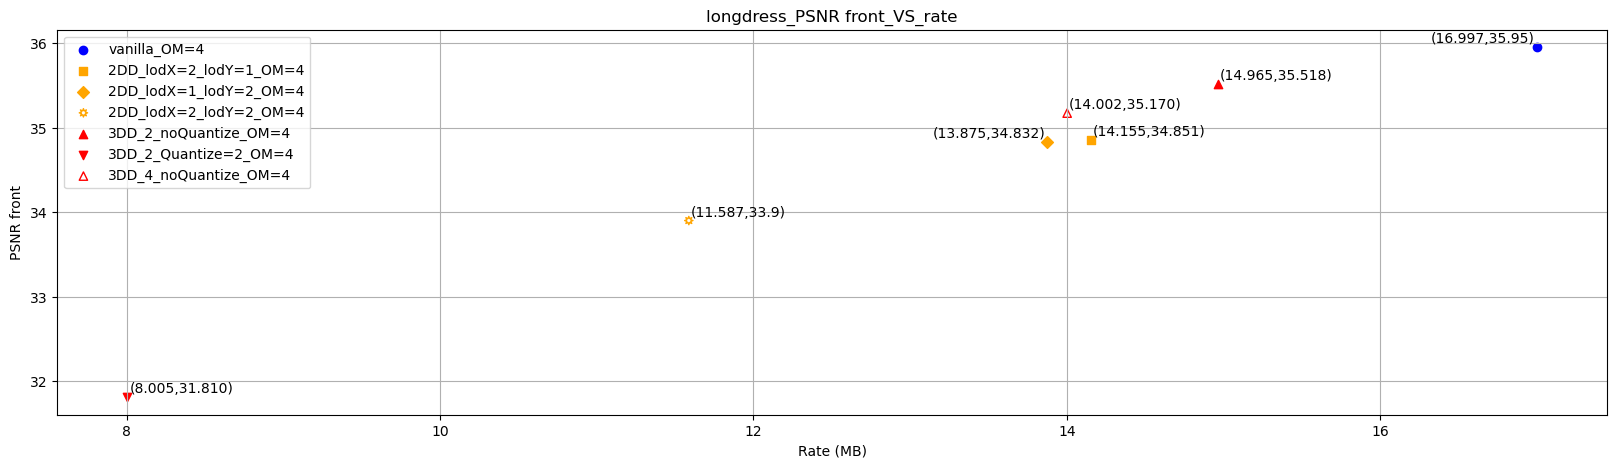 longdress_PSNR front_VS_rate
vanilla_OM=4
2DD_lodX=2_lodY=1_OM=4
2DD_lodX=1_lodY=2_OM=4
2DD_lodX=2_lodY=2_OM=4
3DD_2_noQuantize_OM=4
3DD_2_Quantize=2_OM=4
3DD_4_noQuantize_OM=4
(16.997,35.95)
(14.965,35.518)
(14.002,35.170)
(13.875,34.832)
(14.155,34.851)
(11.587,33.9)
(8.005,31.810)
PSNR front
36
35
34
33
32
8
10
12
14
16
Rate (MB)